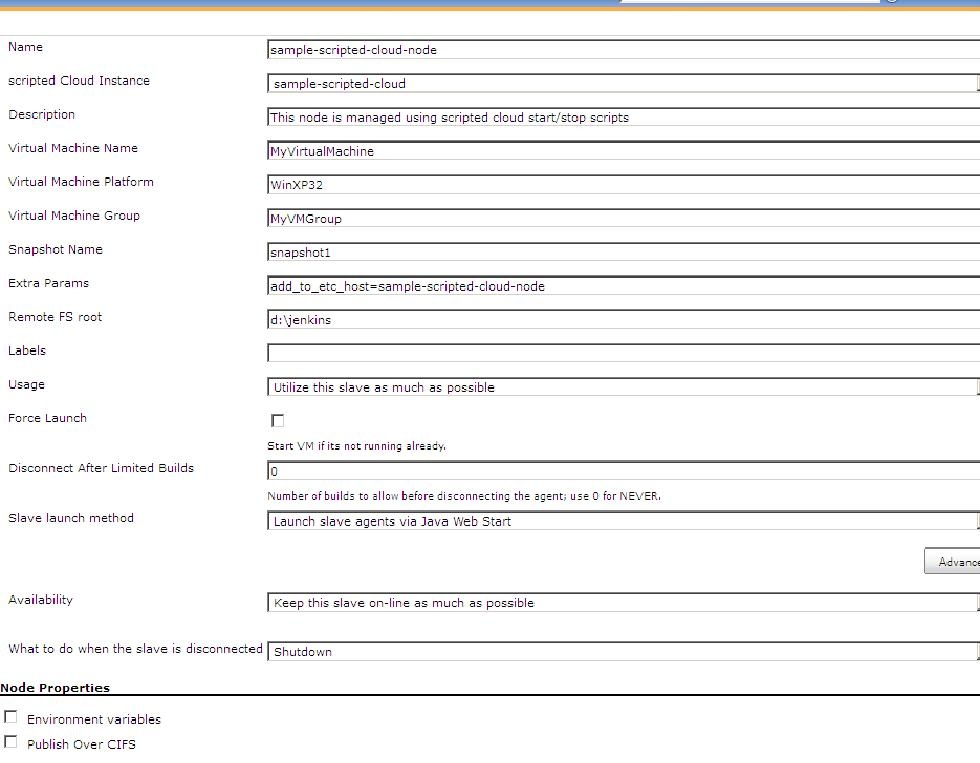 Name sample-scripted-cloud-node
scripted Cloud Instance sample-scripted-cloud
Description This node is managed using scripted cloud start/stop scripts
Virtual Machine Name MyVirtualMachine
Virtual Machine Platform WinXP32
Virtual Machine Group MyVMGroup
Snapshot Name snapshot1
Extra Params add_to_etc_host=sample-scripted-cloud-node
Remote FS root d:\jenkins
Labels
Usage Utilize this slave as much as possible
Force Launch
Start VM if its not running already.
Disconnect After Limited Builds 0
Number of builds to allow before disconnecting the agent; use 0 for NEVER.
Slave launch method Launch slave agents via Java Web Start
Advance
Availability Keep this slave on-line as much as possible
What to do when the slave is disconnected Shutdown
Node Properties
Environment variables
Publish Over CIFS